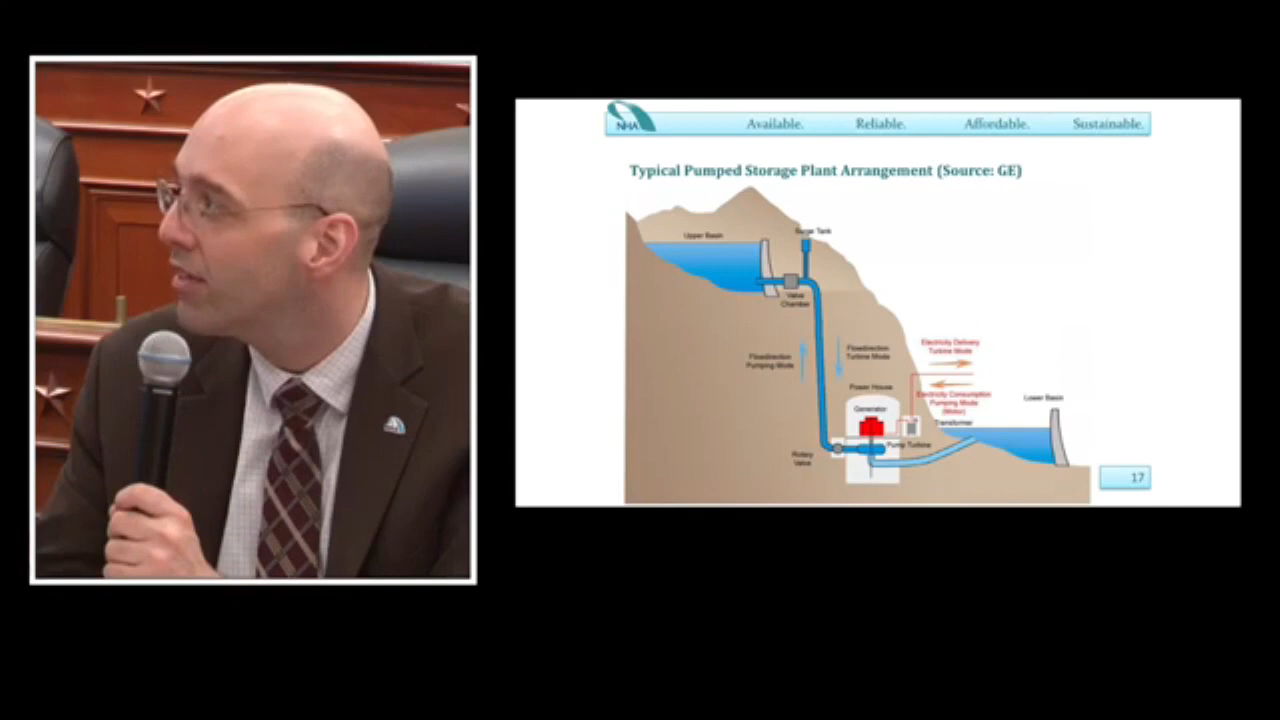 NHA
Available. Reliable. Affordable. Sustainable.
Typical Pumped Storage Plant Arrangement (Source: GE)
Surge Tank
Upper Basin
Valve
Chamber
Flowdirection
Pumping Mode
Flowdirection
Turbine Mode
Electricity Delivery
Turbine Mode
Power House
Electricity Consumption
Pumping Mode
(Motor)
Lower Basin
Generator
Transformer
Pump Turbine
Rotary
Valve
17